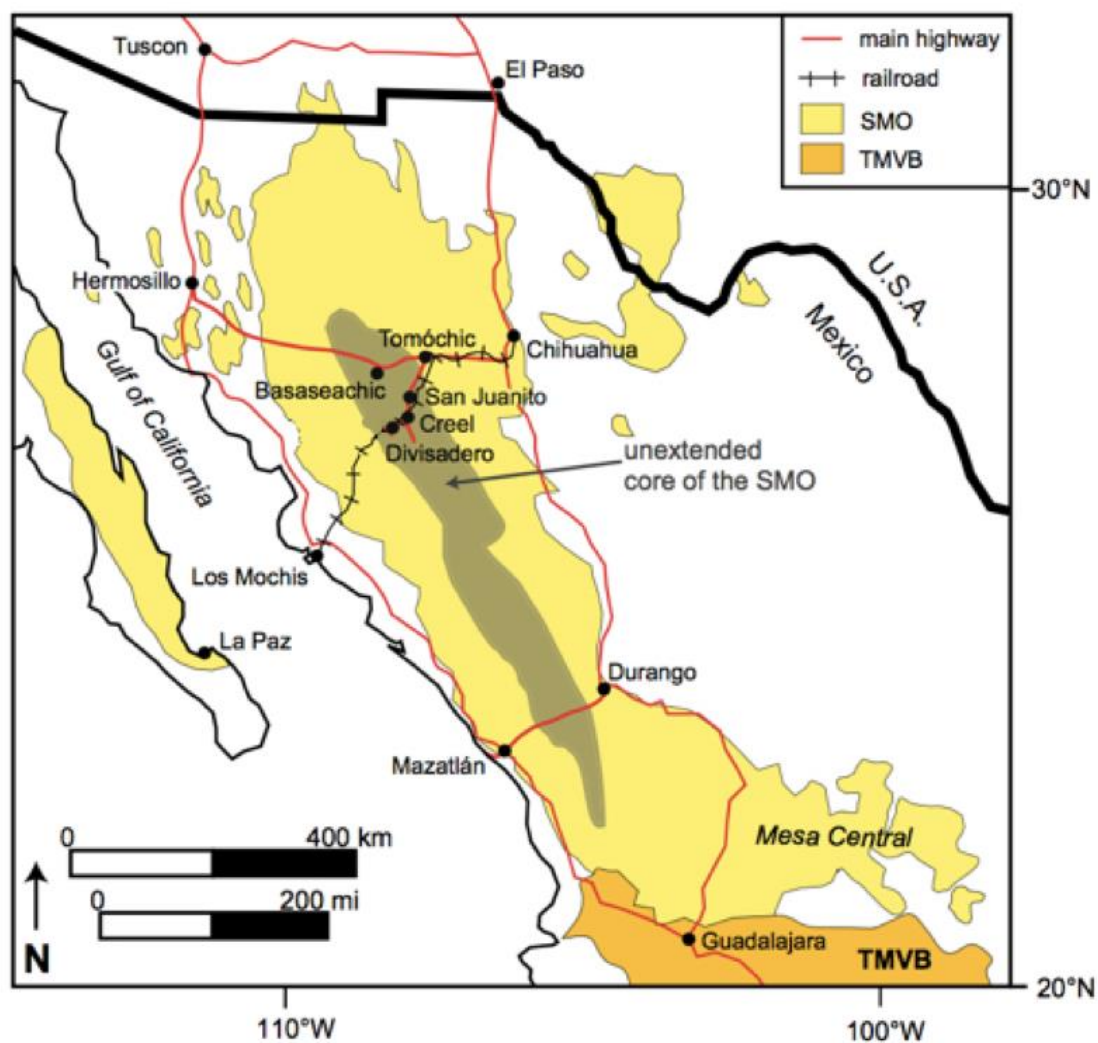 main highway
railroad
SMO
TMVB
Tuscon
El Paso
30°N
Hermosillo
U.S.A.
Mexico
Gulf of California
Tomóchic
Chihuahua
Basaseachic
San Juanito
Creel
Divisadero
unextended
core of the SMO
Los Mochis
La Paz
Durango
Mazatlán
Mesa Central
0 400 km
0 200 mi
N
Guadalajara
TMVB
20°N
110°W
100°W